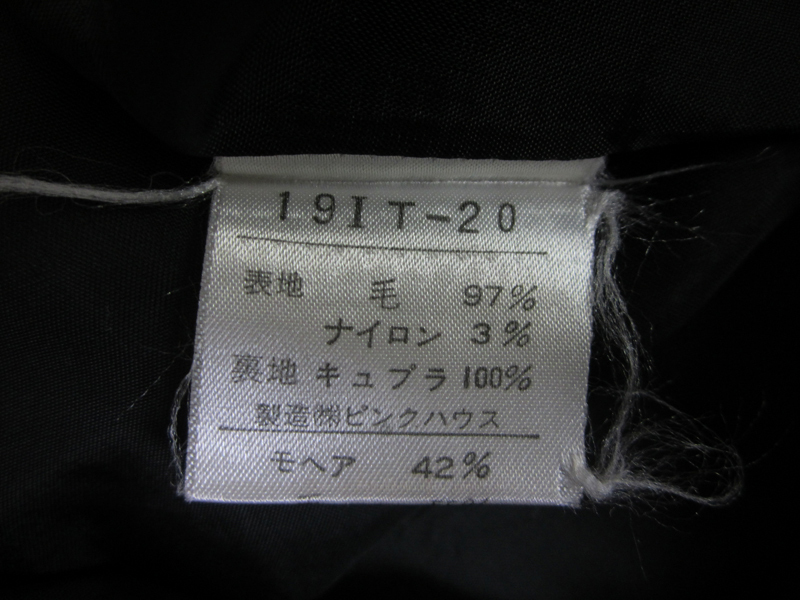 19IT-20
表地 毛 97%
ナイロン 3%
裏地 キュプラ 100%
製造㈱ピンクハウス
モヘア 42%